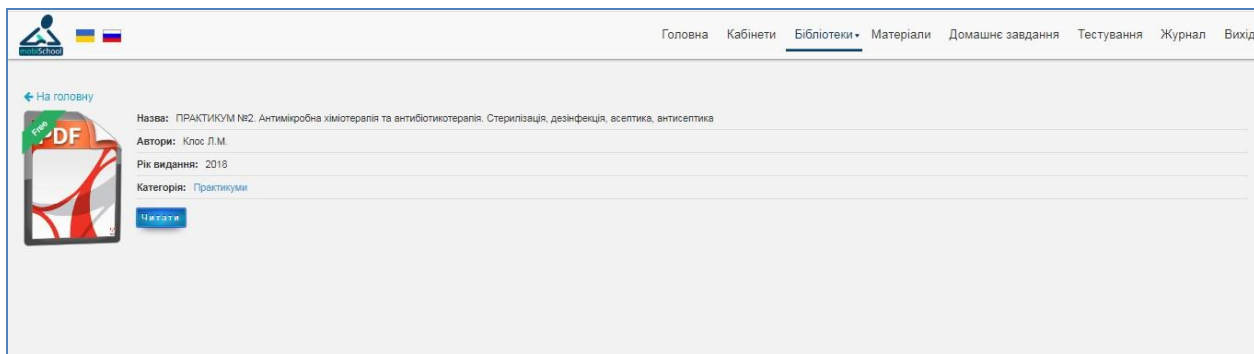 mobiSchool
Головна Кабінети Бібліотеки Матеріали Домашнє завдання Тестування Журнал Вихід
На головну
Free
PDF
Назва: ПРАКТИКУМ №2. Антимікробна хіміотерапія та антибіотикотерапія. Стерилізація, дезінфекція, асептика, антисептика
Автори: Клос Л.М.
Рік видання: 2018
Категорія: Практикуми
Читати